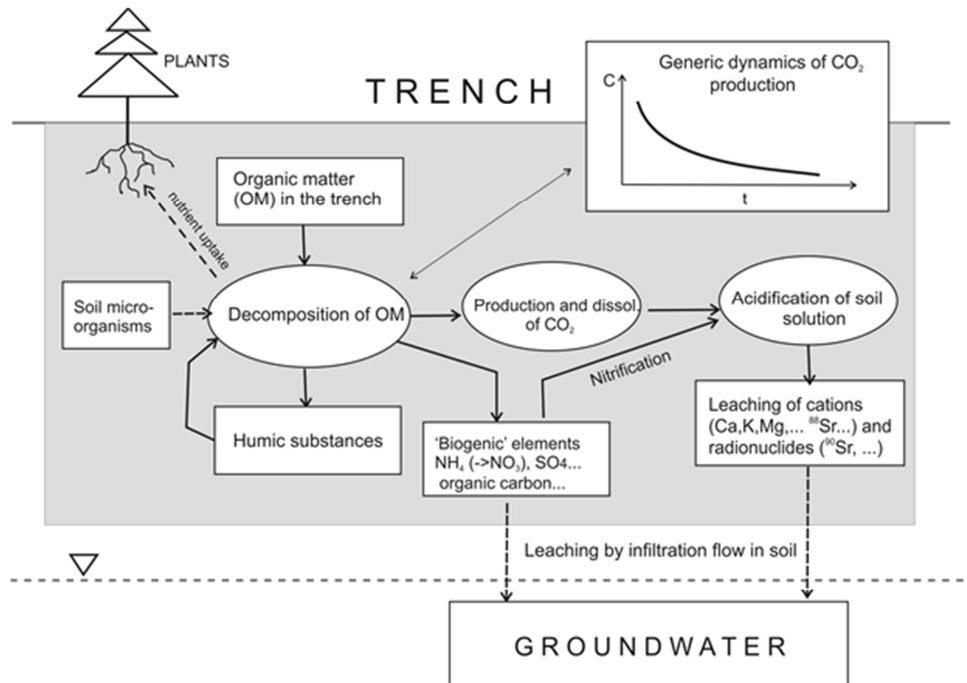 PLANTS
TRENCH
Generic dynamics of CO₂
production
C
t
Organic matter
(OM) in the trench
nutrient uptake
Soil micro-
organisms
Decomposition of OM
Production and dissol.
of CO₂
Acidification of soil
solution
Nitrification
Humic substances
'Biogenic' elements
NH₄ (->NO₃), SO4...
organic carbon...
Leaching of cations
(Ca,K,Mg,... ⁸⁸Sr...) and
radionuclides (⁹⁰Sr, ...)
Leaching by infiltration flow in soil
GROUNDWATER